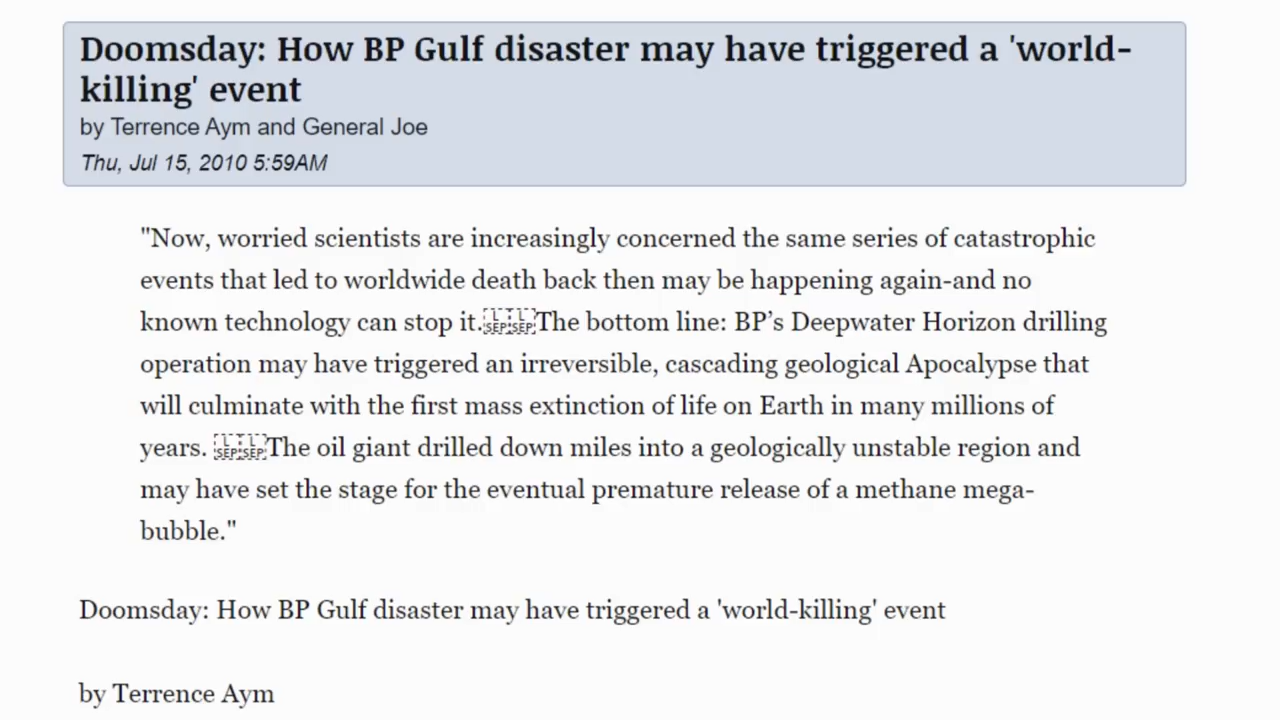 Doomsday: How BP Gulf disaster may have triggered a 'world-
killing' event
by Terrence Aym and General Joe
Thu, Jul 15, 2010 5:59AM
"Now, worried scientists are increasingly concerned the same series of catastrophic
events that led to worldwide death back then may be happening again-and no
known technology can stop it.LSEPLSEPThe bottom line: BP’s Deepwater Horizon drilling
operation may have triggered an irreversible, cascading geological Apocalypse that
will culminate with the first mass extinction of life on Earth in many millions of
years. LSEPLSEPThe oil giant drilled down miles into a geologically unstable region and
may have set the stage for the eventual premature release of a methane mega-
bubble."
Doomsday: How BP Gulf disaster may have triggered a 'world-killing' event
by Terrence Aym